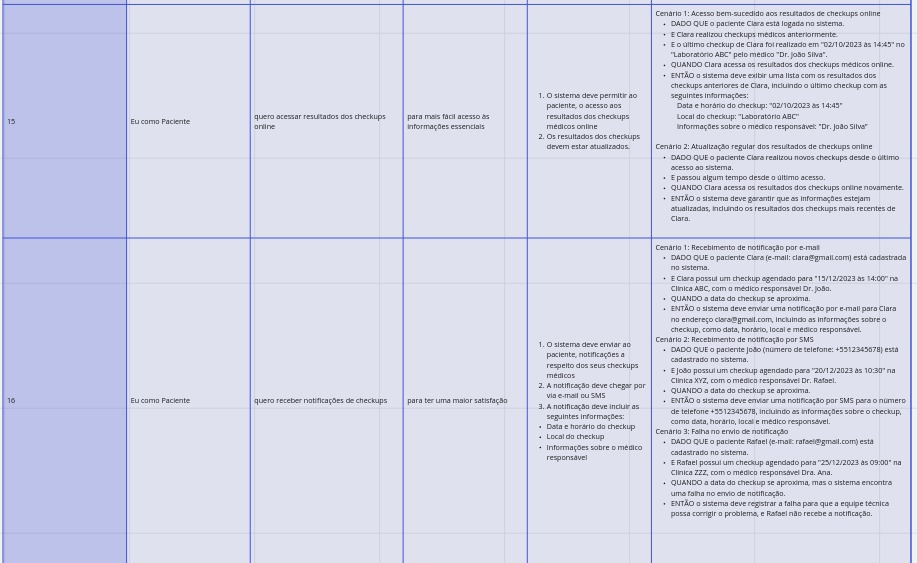 15
Eu como Paciente
quero acessar resultados dos checkups
online
para mais fácil acesso às
informações essenciais
1. O sistema deve permitir ao
paciente, o acesso aos
resultados dos checkups
médicos online
2. Os resultados dos checkups
devem estar atualizados.
Cenário 1: Acesso bem-sucedido aos resultados de checkups online
• DADO QUE o paciente Clara está logada no sistema.
• E Clara realizou checkups médicos anteriormente.
• E o último checkup de Clara foi realizado em "02/10/2023 às 14:45" no
"Laboratório ABC" pelo médico "Dr. João Silva".
• QUANDO Clara acessa os resultados dos checkups médicos online.
• ENTÃO o sistema deve exibir uma lista com os resultados dos
checkups anteriores de Clara, incluindo o último checkup com as
seguintes informações:
Data e horário do checkup: "02/10/2023 às 14:45"
Local do checkup: "Laboratório ABC"
Informações sobre o médico responsável: "Dr. João Silva"
Cenário 2: Atualização regular dos resultados de checkups online
• DADO QUE o paciente Clara realizou novos checkups desde o último
acesso ao sistema.
• E passou algum tempo desde o último acesso.
• QUANDO Clara acessa os resultados dos checkups online novamente.
• ENTÃO o sistema deve garantir que as informações estejam
atualizadas, incluindo os resultados dos checkups mais recentes de
Clara.
16
Eu como Paciente
quero receber notificações de checkups
para ter uma maior satisfação
1. O sistema deve enviar ao
paciente, notificações a
respeito dos seus checkups
médicos
2. A notificação deve chegar por
via e-mail ou SMS
3. A notificação deve incluir as
seguintes informações:
• Data e horário do checkup
• Local do checkup
• Informações sobre o médico
responsável
Cenário 1: Recebimento de notificação por e-mail
• DADO QUE o paciente Clara (e-mail: clara@gmail.com) está cadastrada
no sistema.
• E Clara possui um checkup agendado para "15/12/2023 às 14:00" na
Clínica ABC, com o médico responsável Dr. João.
• QUANDO a data do checkup se aproxima.
• ENTÃO o sistema deve enviar uma notificação por e-mail para Clara
no endereço clara@gmail.com, incluindo as informações sobre o
checkup, como data, horário, local e médico responsável.
Cenário 2: Recebimento de notificação por SMS
• DADO QUE o paciente João (número de telefone: +5512345678) está
cadastrado no sistema.
• E João possui um checkup agendado para "20/12/2023 às 10:30" na
Clínica XYZ, com o médico responsável Dr. Rafael.
• QUANDO a data do checkup se aproxima.
• ENTÃO o sistema deve enviar uma notificação por SMS para o número
de telefone +5512345678, incluindo as informações sobre o checkup,
como data, horário, local e médico responsável.
Cenário 3: Falha no envio de notificação
• DADO QUE o paciente Rafael (e-mail: rafael@gmail.com) está
cadastrado no sistema.
• E Rafael possui um checkup agendado para "25/12/2023 às 09:00" na
Clínica ZZZ, com o médico responsável Dra. Ana.
• QUANDO a data do checkup se aproxima, mas o sistema encontra
uma falha no envio de notificação.
• ENTÃO o sistema deve registrar a falha para que a equipe técnica
possa corrigir o problema, e Rafael não recebe a notificação.